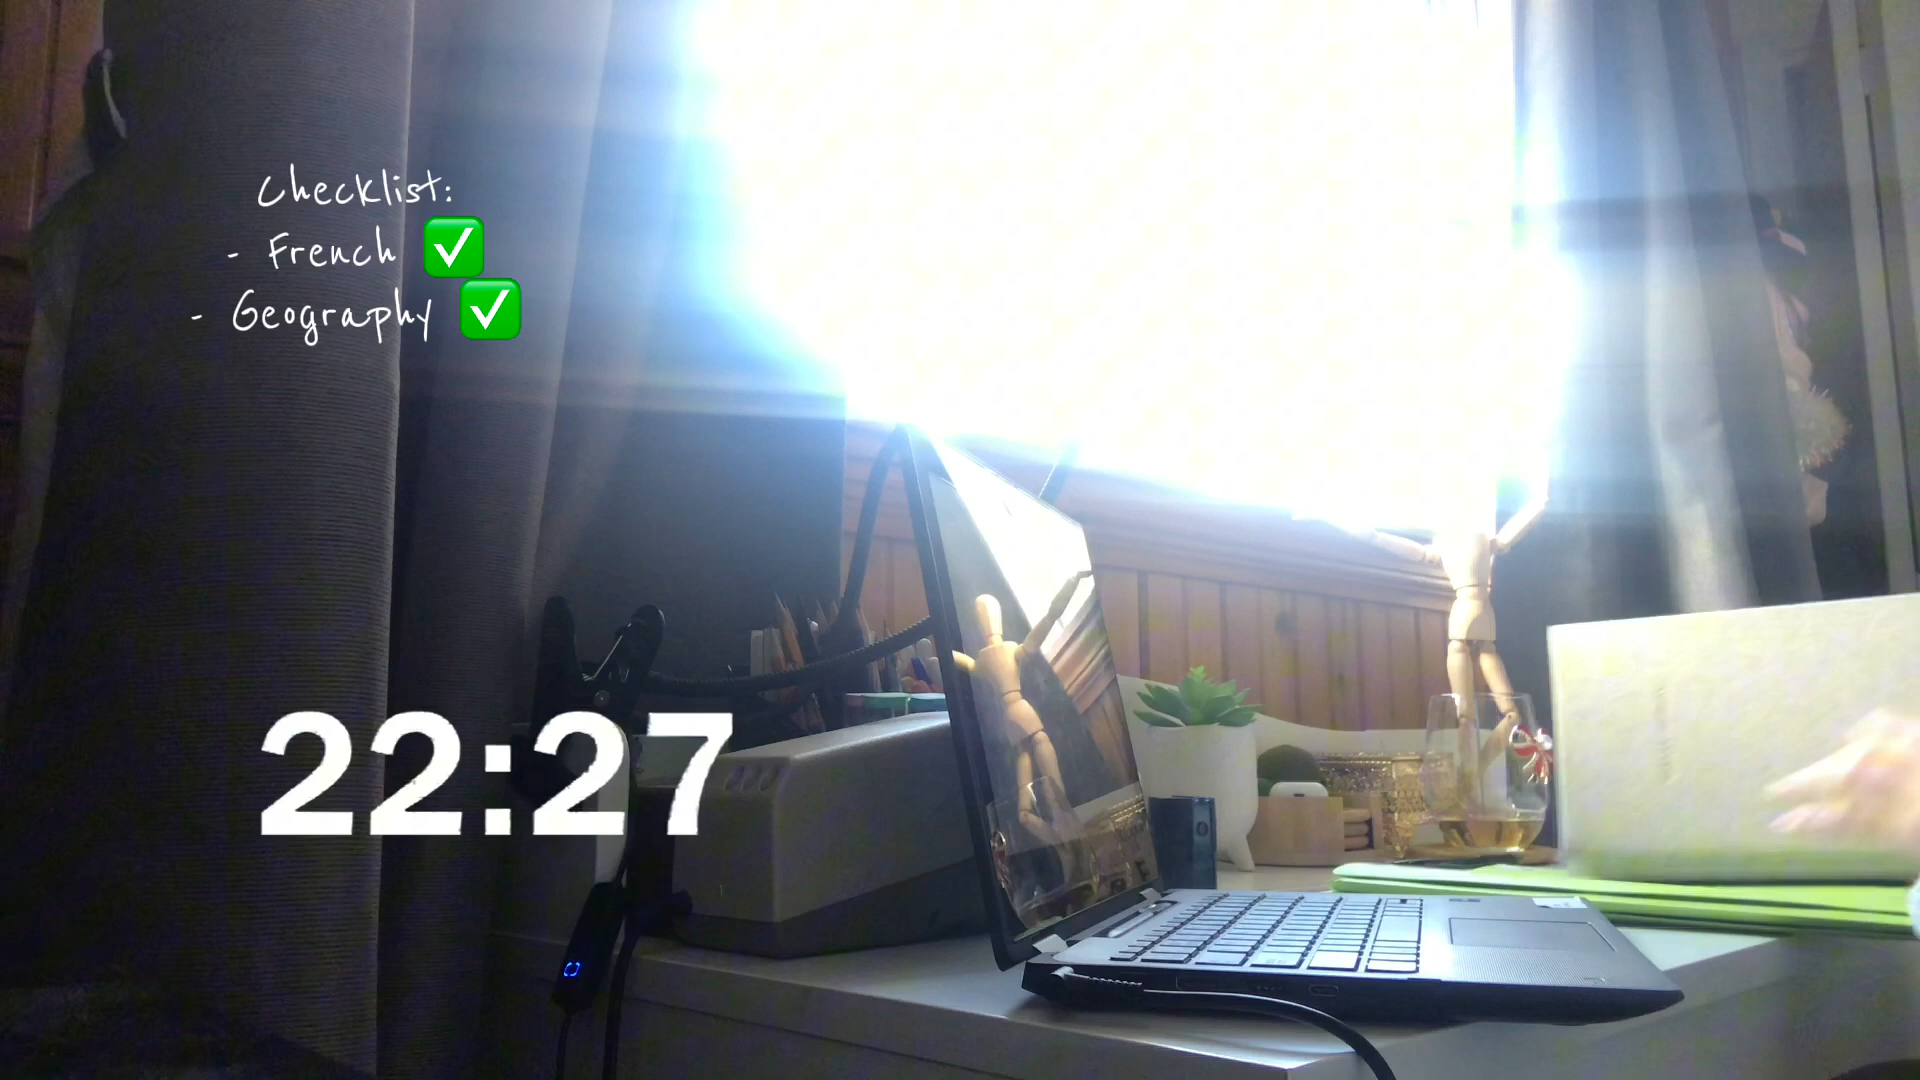 Checklist:
- French ✅
- Geography ✅
22:27